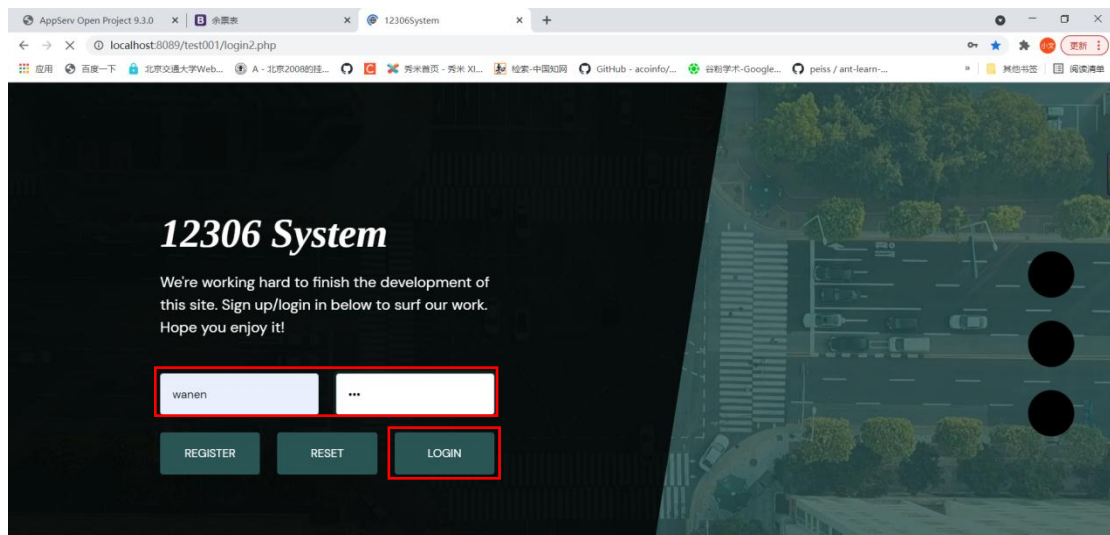 AppServ Open Project 9.3.0
余票表
12306System
localhost:8089/test001/login2.php
小悦
更新
应用
百度一下
北京交通大学Web...
A - 北京2008的挂...
秀米首页 - 秀米 XI...
检索-中国知网
GitHub - acoinfo/...
谷粉学术-Google...
peiss / ant-learn-...
»
其他书签
阅读清单
12306 System
We're working hard to finish the development of
this site. Sign up/login in below to surf our work.
Hope you enjoy it!
wanen
•••
REGISTER
RESET
LOGIN